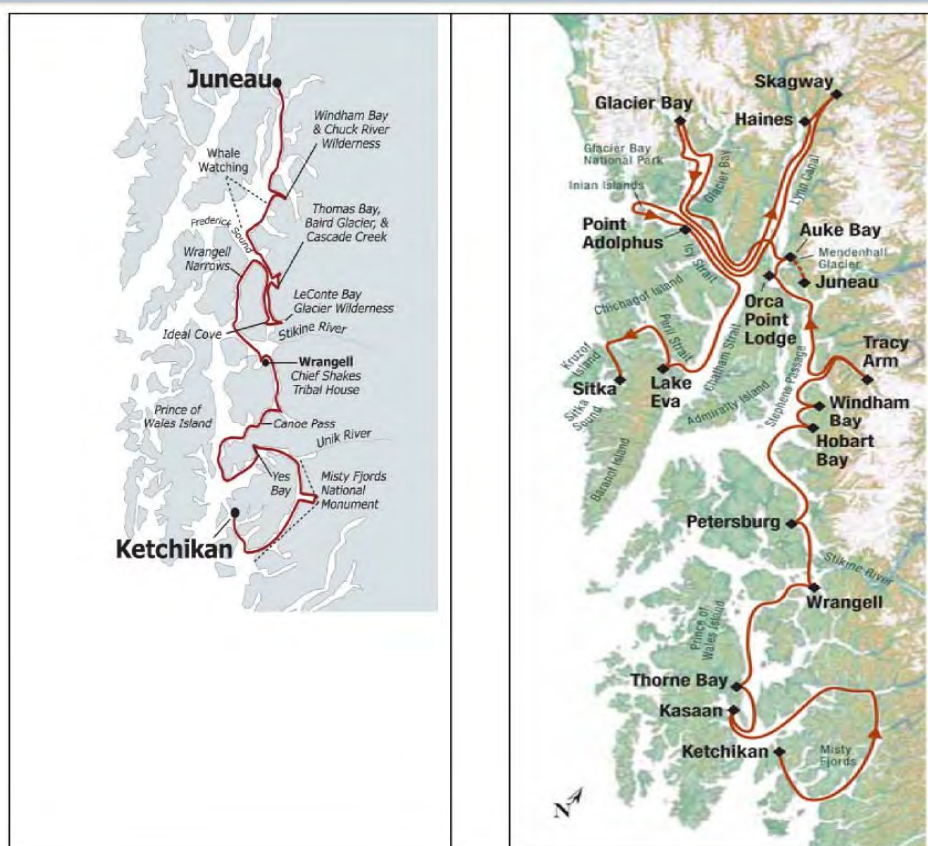 Juneau
Windham Bay
& Chuck River
Wilderness
Whale
Watching
Thomas Bay,
Baird Glacier, &
Cascade Creek
Frederick Sound
Wrangell
Narrows
LeConte Bay
Glacier Wilderness
Ideal Cove
Stikine River
Wrangell
Chief Shakes
Tribal House
Prince of
Wales Island
Canoe Pass
Unik River
Yes
Bay
Misty Fjords
National
Monument
Ketchikan
Skagway
Glacier Bay
Haines
Glacier Bay
National Park
Glacier Bay
Lynn Canal
Inian Islands
Point
Adolphus
Auke Bay
Mendenhall
Glacier
Icy Strait
Juneau
Chichagof Island
Orca
Point
Lodge
Peril Strait
Chatham Strait
Stephens Passage
Tracy
Arm
Kruzof
Island
Sitka
Sitka
Sound
Lake
Eva
Admiralty Island
Windham
Bay
Hobart
Bay
Baranof Island
Petersburg
Stikine River
Wrangell
Prince of
Wales Island
Thorne Bay
Kasaan
Ketchikan
Misty
Fjords
N